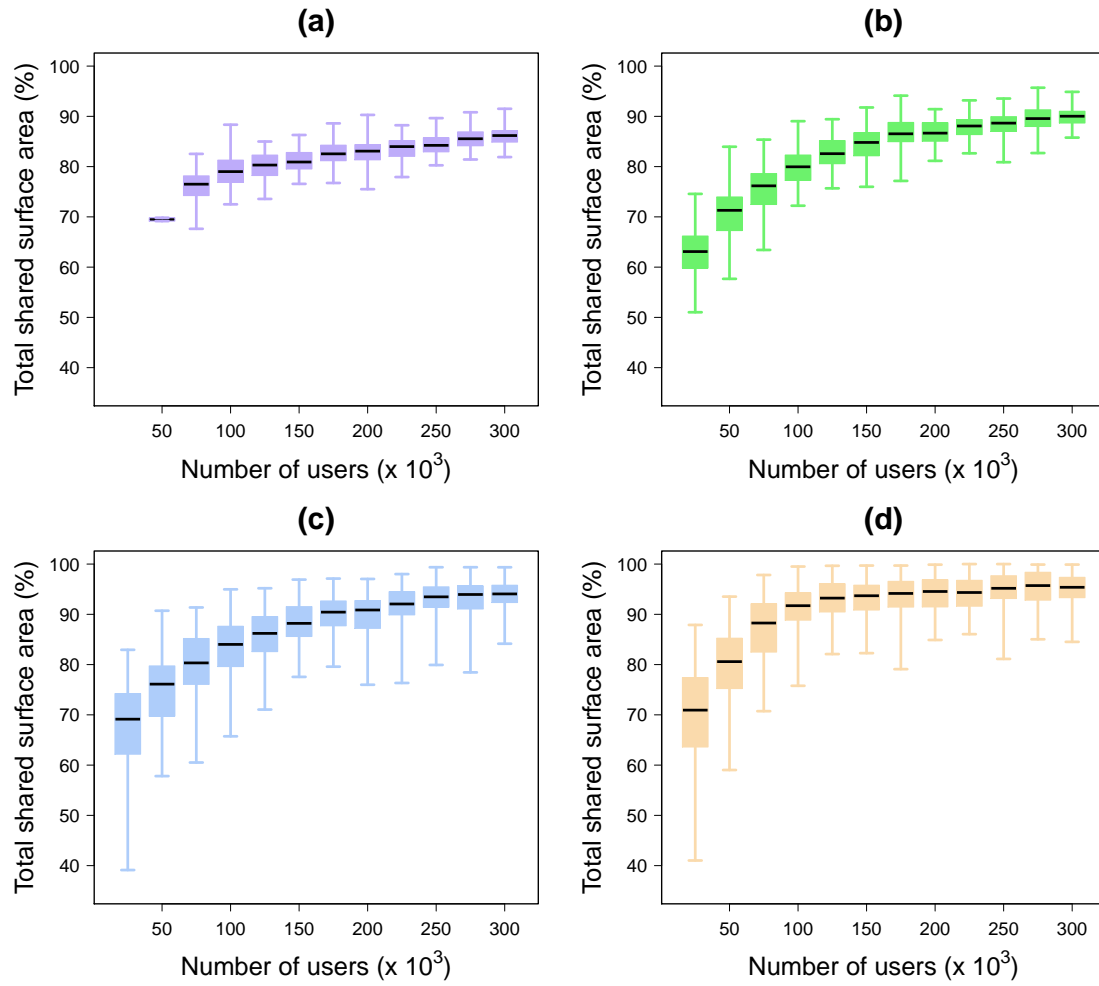 (a)
Total shared surface area (%)
100
90
80
70
60
50
40
50 100 150 200 250 300
Number of users (x 10³)
(b)
Total shared surface area (%)
100
90
80
70
60
50
40
50 100 150 200 250 300
Number of users (x 10³)
(c)
Total shared surface area (%)
100
90
80
70
60
50
40
50 100 150 200 250 300
Number of users (x 10³)
(d)
Total shared surface area (%)
100
90
80
70
60
50
40
50 100 150 200 250 300
Number of users (x 10³)